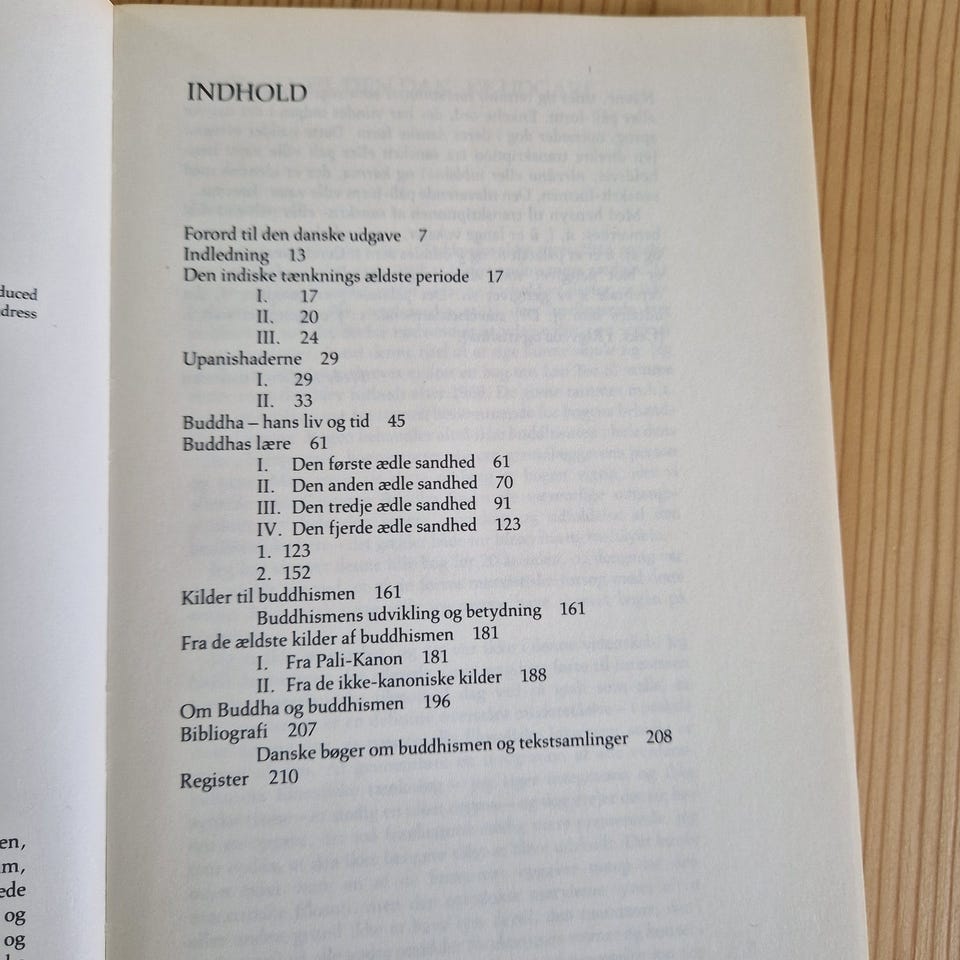 duced
dress
en,
m,
ede
og
og
INDHOLD
Forord til den danske udgave 7
Indledning 13
Den indiske tænknings ældste periode 17
I. 17
II. 20
III. 24
Upanishaderne 29
I. 29
II. 33
Buddha – hans liv og tid 45
Buddhas lære 61
I. Den første ædle sandhed 61
II. Den anden ædle sandhed 70
III. Den tredje ædle sandhed 91
IV. Den fjerde ædle sandhed 123
1. 123
2. 152
Kilder til buddhismen 161
Buddhismens udvikling og betydning 161
Fra de ældste kilder af buddhismen 181
I. Fra Pali-Kanon 181
II. Fra de ikke-kanoniske kilder 188
Om Buddha og buddhismen 196
Bibliografi 207
Danske bøger om buddhismen og tekstsamlinger 208
Register 210